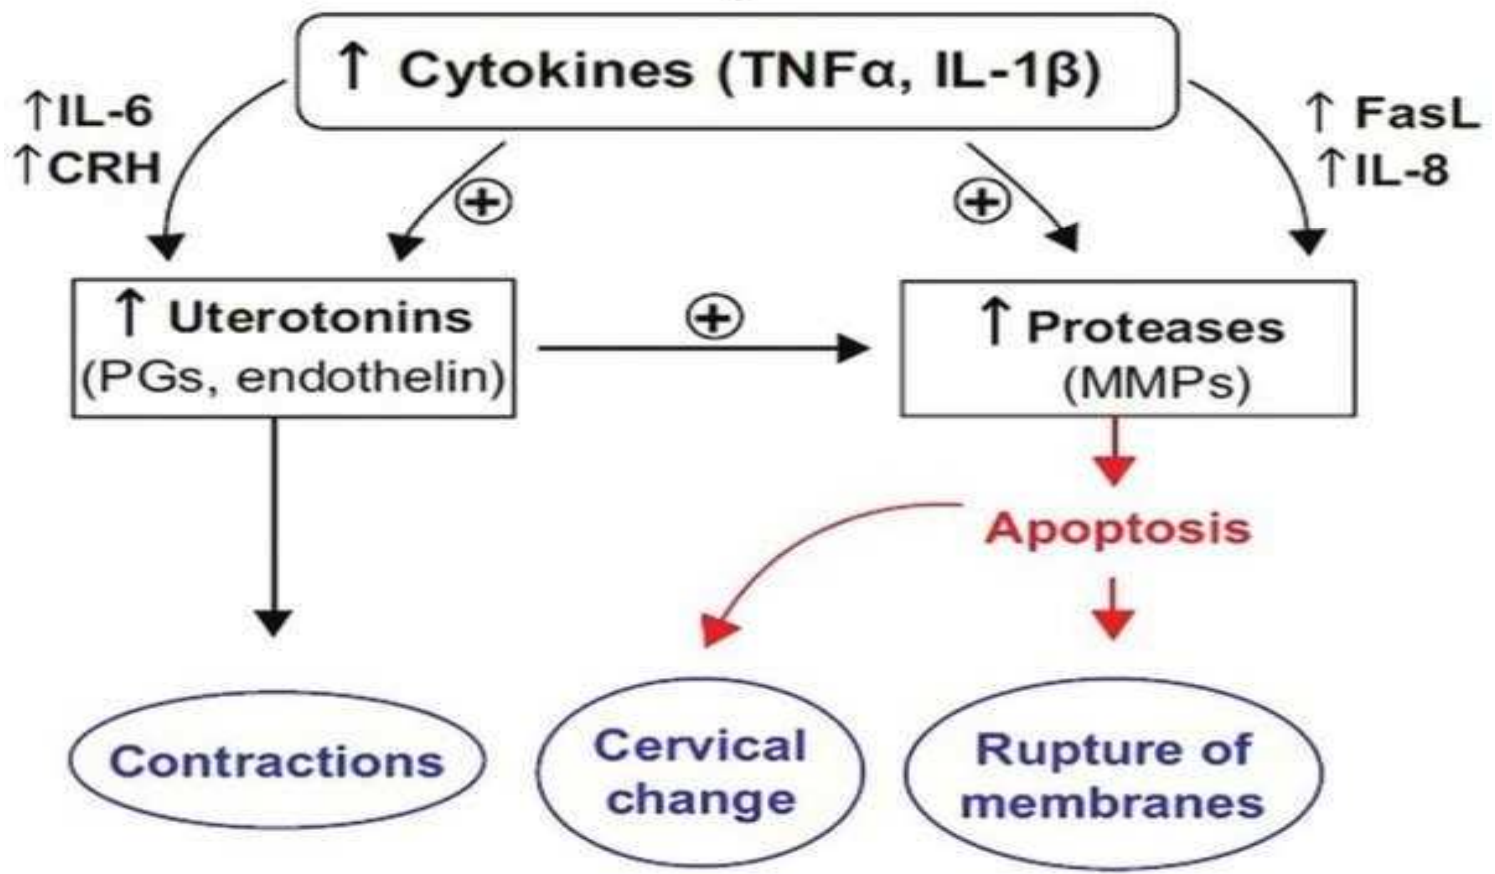 ↑ Cytokines (TNFα, IL-1β)
↑IL-6
↑CRH
↑ FasL
↑IL-8
+
+
↑ Uterotonins
(PGs, endothelin)
+
↑ Proteases
(MMPs)
Apoptosis
Contractions
Cervical
change
Rupture of
membranes